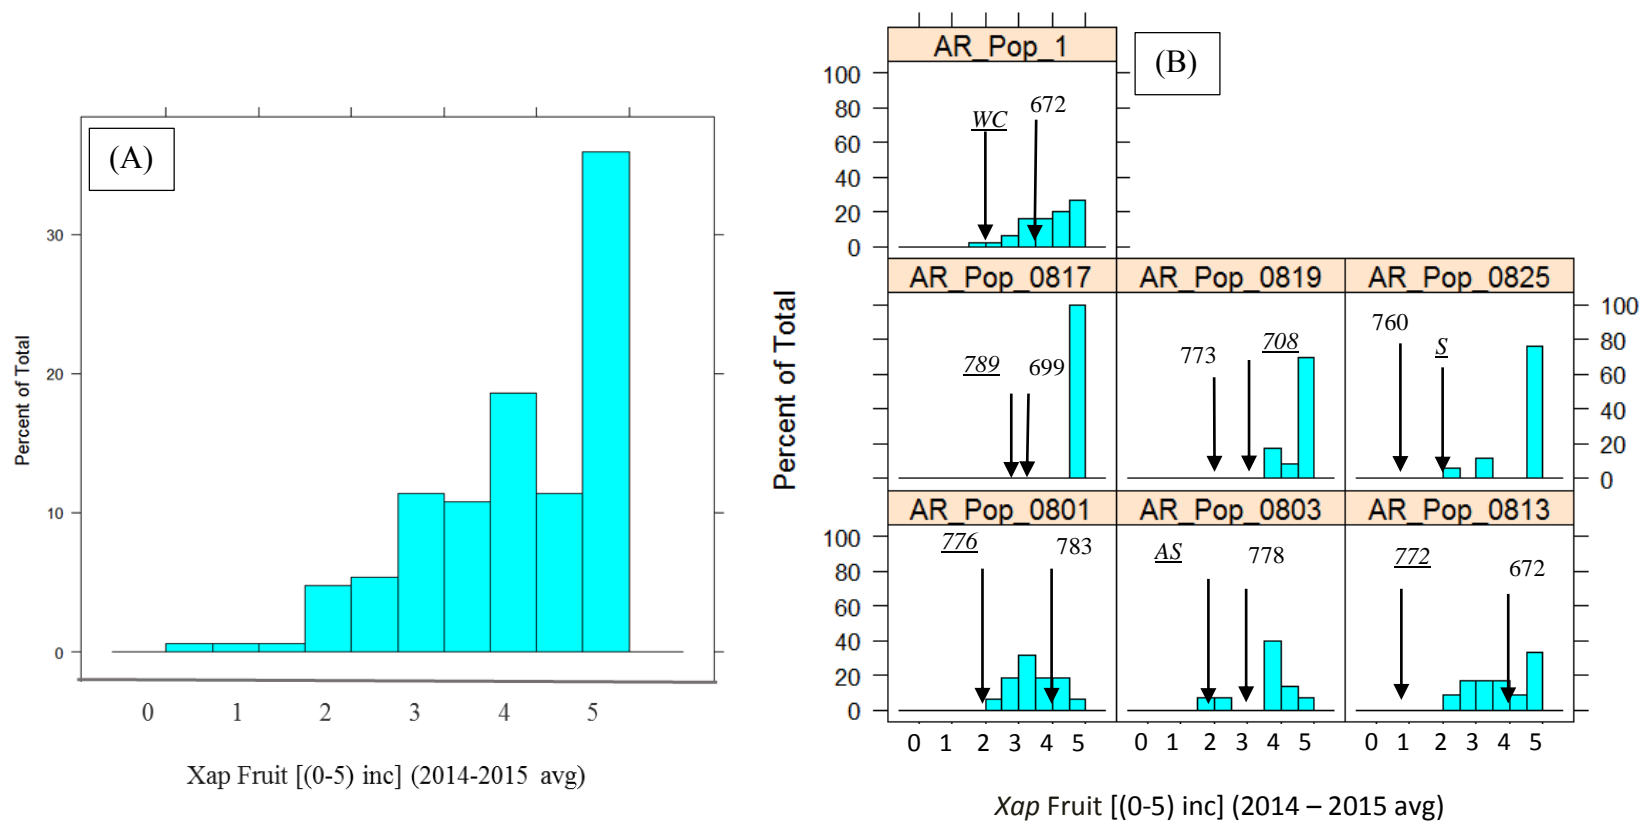 (A)
30
20
10
0
Percent of Total
0 1 2 3 4 5
Xap Fruit [(0-5) inc] (2014-2015 avg)
(B)
AR_Pop_1
100
80
60
40
20
0
WC 672
Percent of Total
AR_Pop_0817 AR_Pop_0819 AR_Pop_0825
789 699
773 708
760 S
100
80
60
40
20
0
AR_Pop_0801 AR_Pop_0803 AR_Pop_0813
100
80
60
40
20
0
776 783
AS 778
772 672
0 1 2 3 4 5 0 1 2 3 4 5 0 1 2 3 4 5
Xap Fruit [(0-5) inc] (2014 – 2015 avg)